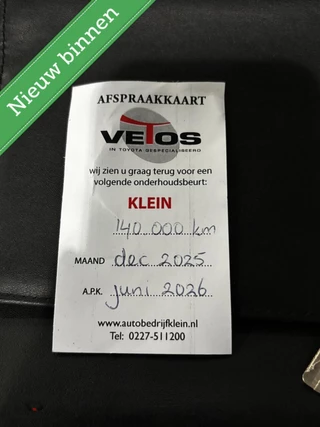 Nieuw binnen
AFSPRAAKKAART
VETOS
IN TOYOTA GESPECIALISEERD
wij zien u graag terug voor een
volgende onderhoudsbeurt:
KLEIN
140.000 km
MAAND dec 2025
A.P.K. juni 2026
www.autobedrijfklein.nl
Tel: 0227-511200